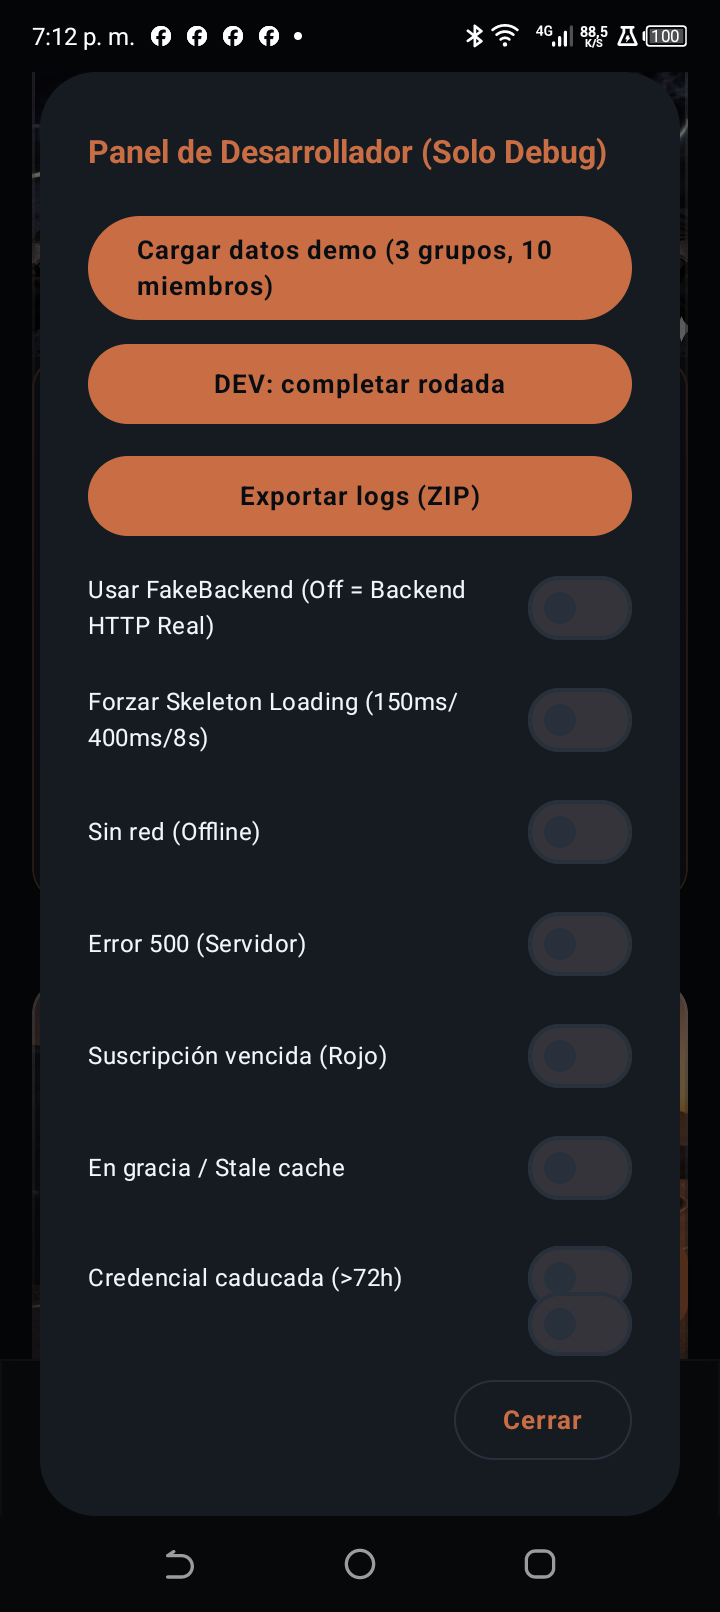 7:12 p. m.
4G
88,5
K/S
100
Panel de Desarrollador (Solo Debug)
Cargar datos demo (3 grupos, 10
miembros)
DEV: completar rodada
Exportar logs (ZIP)
Usar FakeBackend (Off = Backend
HTTP Real)
Forzar Skeleton Loading (150ms/
400ms/8s)
Sin red (Offline)
Error 500 (Servidor)
Suscripción vencida (Rojo)
En gracia / Stale cache
Credencial caducada (>72h)
Cerrar